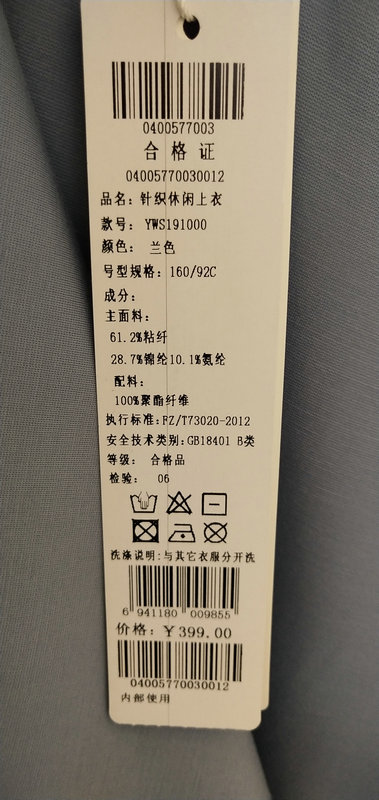 0400577003
合格证
04005770030012
品名：针织休闲上衣
款号：YWS191000
颜色：兰色
号型规格：160/92C
成分：
主面料：
61.2%粘纤
28.7%锦纶10.1%氨纶
配料：
100%聚酯纤维
执行标准：FZ/T73020-2012
安全技术类别：GB18401 B类
等级：合格品
检验：06
洗涤说明：与其它衣服分开洗
6 941180 009855
价格：￥399.00
04005770030012
内部使用